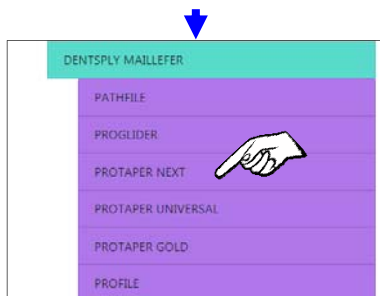 DENTSPLY MAILLEFER
PATHFILE
PROGLIDER
PROTAPER NEXT
PROTAPER UNIVERSAL
PROTAPER GOLD
PROFILE